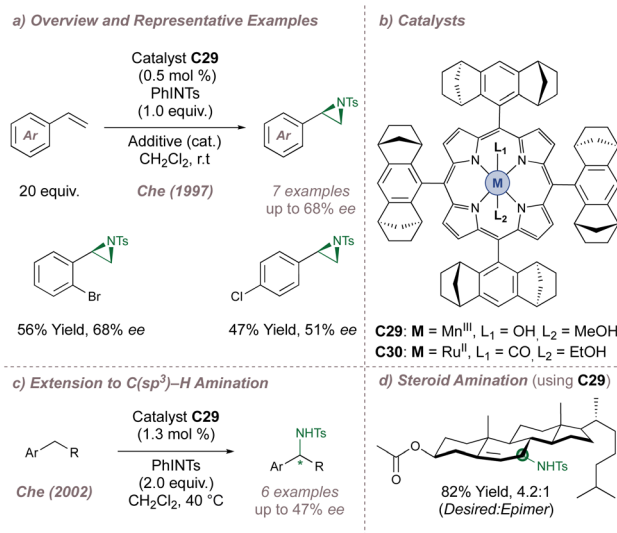 a) Overview and Representative Examples
Catalyst C29
(0.5 mol %)
PhINTs
(1.0 equiv.)
Additive (cat.)
CH2Cl2, r.t
Ar
20 equiv.
Che (1997)
NTs
Ar
7 examples
up to 68% ee
NTs
Br
56% Yield, 68% ee
NTs
Cl
47% Yield, 51% ee
b) Catalysts
L1
N
N
M
N
N
L2
C29: M = MnIII, L1 = OH, L2 = MeOH
C30: M = RuII, L1 = CO, L2 = EtOH
c) Extension to C(sp3)–H Amination
Catalyst C29
(1.3 mol %)
PhINTs
(2.0 equiv.)
CH2Cl2, 40 °C
Ar
R
Che (2002)
NHTs
Ar
*
R
6 examples
up to 47% ee
d) Steroid Amination (using C29)
O
O
NHTs
82% Yield, 4.2:1
(Desired:Epimer)